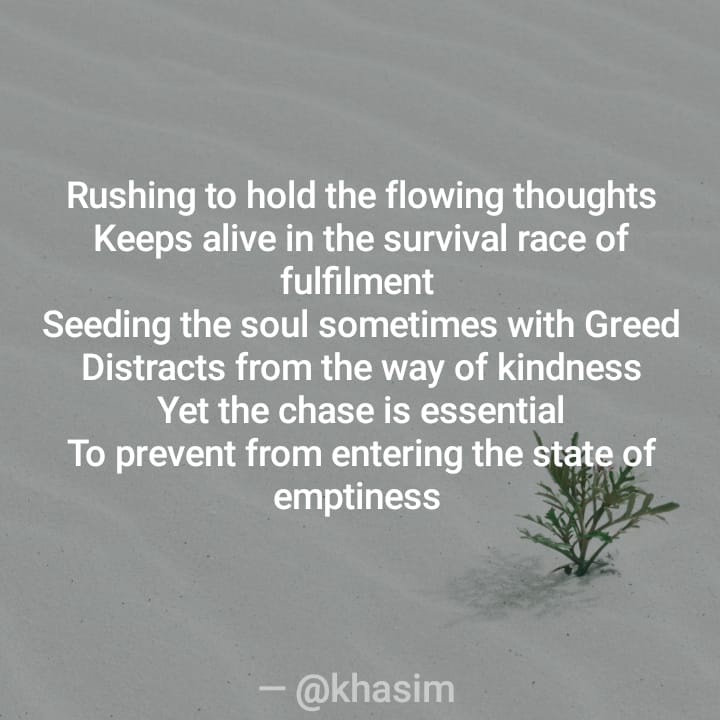 Rushing to hold the flowing thoughts
Keeps alive in the survival race of
fulfilment
Seeding the soul sometimes with Greed
Distracts from the way of kindness
Yet the chase is essential
To prevent from entering the state of
emptiness
– @khasim